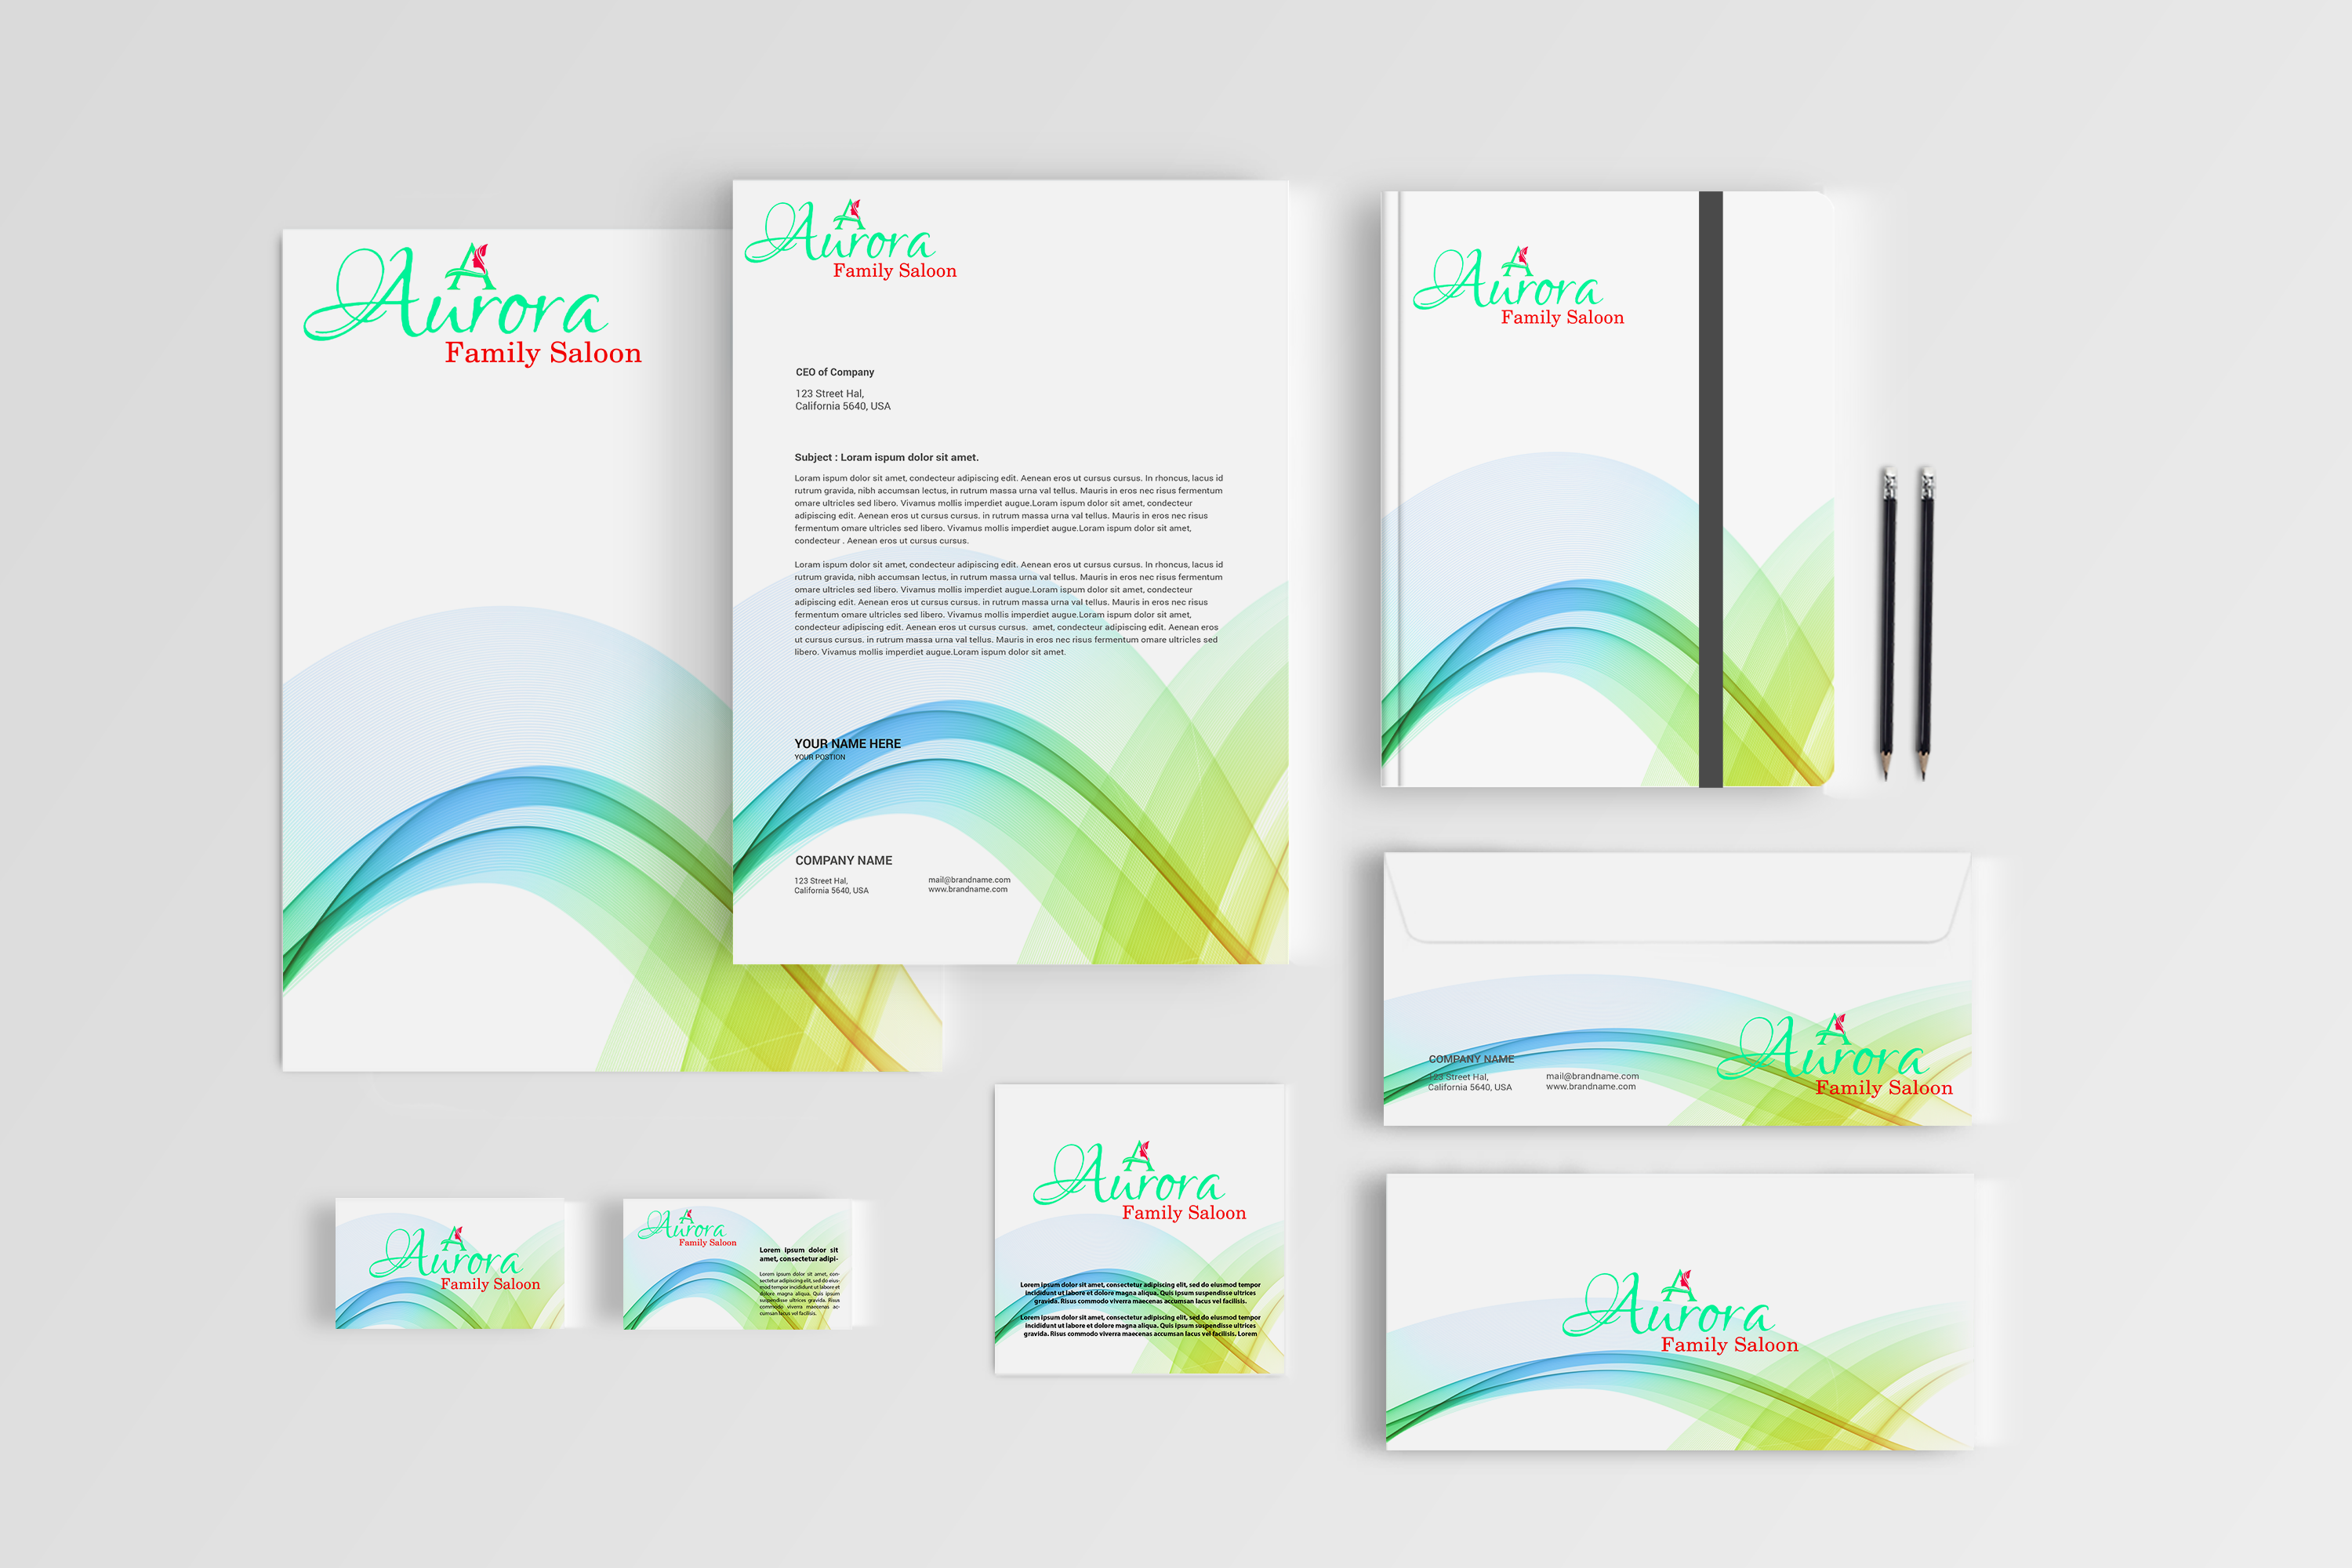 Aurora
Family Saloon
Aurora
Family Saloon
CEO of Company
123 Street Hal,
California 5640, USA
Subject : Loram ispum dolor sit amet.
Loram ispum dolor sit amet, condecteur adipiscing edit. Aenean eros ut cursus cursus. In rhoncus, lacus id
rutrum gravida, nibh accumsan lectus, in rutrum massa urna val tellus. Mauris in eros nec risus fermentum
omare ultricles sed libero. Vivamus mollis imperdiet augue.Loram ispum dolor sit amet, condecteur
adipiscing edit. Aenean eros ut cursus cursus. in rutrum massa urna val tellus. Mauris in eros nec risus
fermentum omare ultricles sed libero. Vivamus mollis imperdiet augue.Loram ispum dolor sit amet,
condecteur . Aenean eros ut cursus cursus.
Loram ispum dolor sit amet, condecteur adipiscing edit. Aenean eros ut cursus cursus. In rhoncus, lacus id
rutrum gravida, nibh accumsan lectus, in rutrum massa urna val tellus. Mauris in eros nec risus fermentum
omare ultricles sed libero. Vivamus mollis imperdiet augue.Loram ispum dolor sit amet, condecteur
adipiscing edit. Aenean eros ut cursus cursus. in rutrum massa urna val tellus. Mauris in eros nec risus
fermentum omare ultricles sed libero. Vivamus mollis imperdiet augue.Loram ispum dolor sit amet,
condecteur adipiscing edit. Aenean eros ut cursus cursus. amet, condecteur adipiscing edit. Aenean eros
ut cursus cursus. in rutrum massa urna val tellus. Mauris in eros nec risus fermentum omare ultricles sed
libero. Vivamus mollis imperdiet augue.Loram ispum dolor sit amet.
YOUR NAME HERE
YOUR POSTION
COMPANY NAME
123 Street Hal,
California 5640, USA
mail@brandname.com
www.brandname.com
Aurora
Family Saloon
COMPANY NAME
123 Street Hal,
California 5640, USA
mail@brandname.com
www.brandname.com
Aurora
Family Saloon
Aurora
Family Saloon
Aurora
Family Saloon
Lorem ipsum dolor sit
amet, consectetur adipi-
Lorem ipsum dolor sit amet, con-
sectetur adipiscing elit, sed do eius-
mod tempor incididunt ut labore et
dolore magna aliqua. Quis ipsum
suspendisse ultrices gravida. Risus
commodo viverra maecenas ac-
cumsan lacus vel facilisis.
Aurora
Family Saloon
Lorem ipsum dolor sit amet, consectetur adipiscing elit, sed do eiusmod tempor
incididunt ut labore et dolore magna aliqua. Quis ipsum suspendisse ultrices
gravida. Risus commodo viverra maecenas accumsan lacus vel facilisis.
Lorem ipsum dolor sit amet, consectetur adipiscing elit, sed do eiusmod tempor
incididunt ut labore et dolore magna aliqua. Quis ipsum suspendisse ultrices
gravida. Risus commodo viverra maecenas accumsan lacus vel facilisis. Lorem
Aurora
Family Saloon